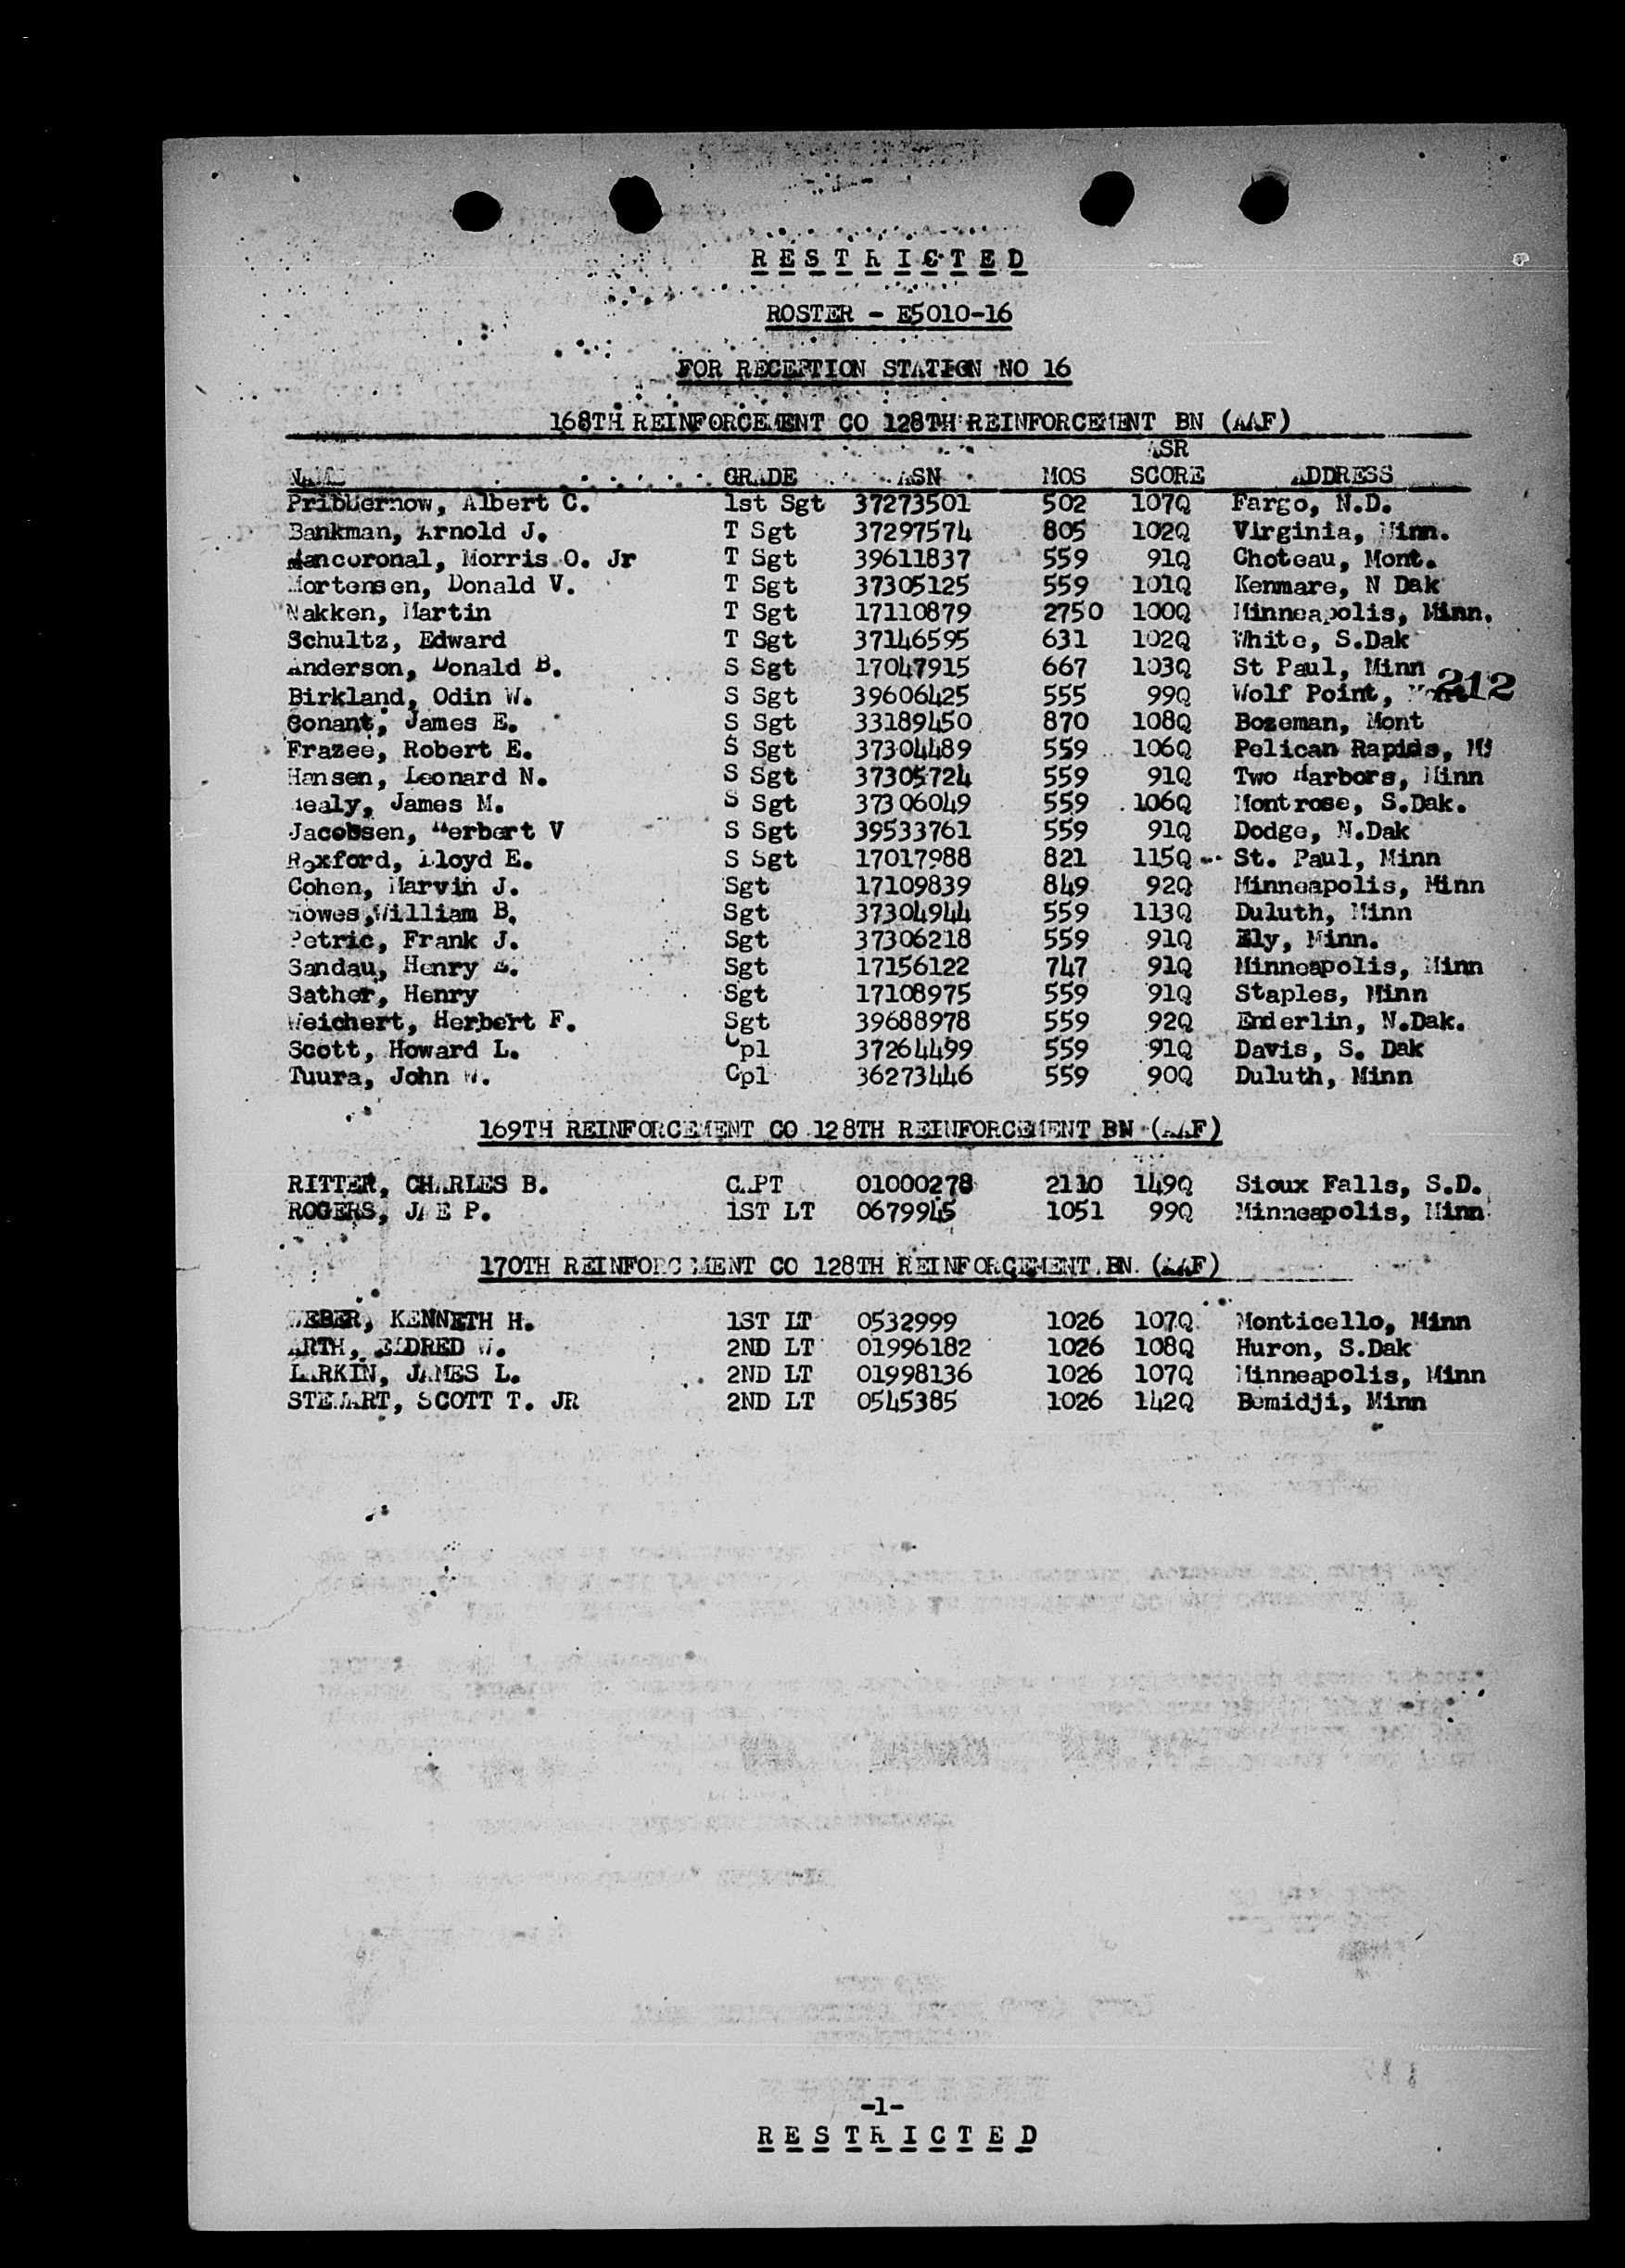 RESTRICTED
ROSTER - E5010-16
FOR RECEPTION STATION NO 16
168TH REINFORCEMENT CO 128TH REINFORCEMENT BN (AAF)
ASR
NAME GRADE ASN MOS SCORE ADDRESS
Pribbernow, Albert C. 1st Sgt 37273501 502 107Q Fargo, N.D.
Bankman, Arnold J. T Sgt 37297574 805 102Q Virginia, Minn.
Morris O. Jr T Sgt 39611837 559 91Q Choteau, Mont.
Mortensen, Donald V. T Sgt 37305125 559 101Q Kenmare, N Dak
Nakken, Martin T Sgt 17110879 2750 100Q Minneapolis, Minn.
Schultz, Edward T Sgt 37146595 631 102Q White, S.Dak
Anderson, Donald B. S Sgt 17047915 667 103Q St Paul, Minn
212
Birkland, Odin W. S Sgt 39606425 555 99Q Wolf Point,
Conant, James E. S Sgt 33189450 870 108Q Bozeman, Mont
Frazee, Robert E. S Sgt 37304489 559 106Q Pelican Rapids,
Hansen, Leonard N. S Sgt 37305724 559 91Q Two Harbors, Minn
Healy, James M. S Sgt 37306049 559 106Q Montrose, S.Dak.
Jacobsen, Herbert V S Sgt 39533761 559 91Q Dodge, N.Dak
Roxford, Lloyd E. S Sgt 17017988 821 115Q St. Paul, Minn
Cohen, Marvin J. Sgt 17109839 849 92Q Minneapolis, Minn
William B. Sgt 37304944 559 113Q Duluth, Minn
Petric, Frank J. Sgt 37306218 559 91Q Ely, Minn.
Sandau, Henry Sgt 17156122 747 91Q Minneapolis, Minn
Sather, Henry Sgt 17108975 559 91Q Staples, Minn
Weichert, Herbert F. Sgt 39688978 559 92Q Enderlin, N.Dak.
Scott, Howard L. Cpl 37264499 559 91Q Davis, S. Dak
Tuura, John W. Cpl 36273446 559 90Q Duluth, Minn
169TH REINFORCEMENT CO 128TH REINFORCEMENT BN (AAF)
RITTER, CHARLES B. CAPT 01000278 2110 149Q Sioux Falls, S.D.
ROGERS, P. 1ST LT 0679945 1051 99Q Minneapolis, Minn
170TH REINFORCEMENT CO 128TH REINFORCEMENT BN (AAF)
WEBER, KENNETH H. 1ST LT 0532999 1026 107Q Monticello, Minn
ARTH, ELDRED W. 2ND LT 01996182 1026 108Q Huron, S.Dak
LARKIN, JAMES L. 2ND LT 01998136 1026 107Q Minneapolis, Minn
STEWART, SCOTT T. JR 2ND LT 0545385 1026 142Q Bemidji, Minn
-1-
RESTRICTED